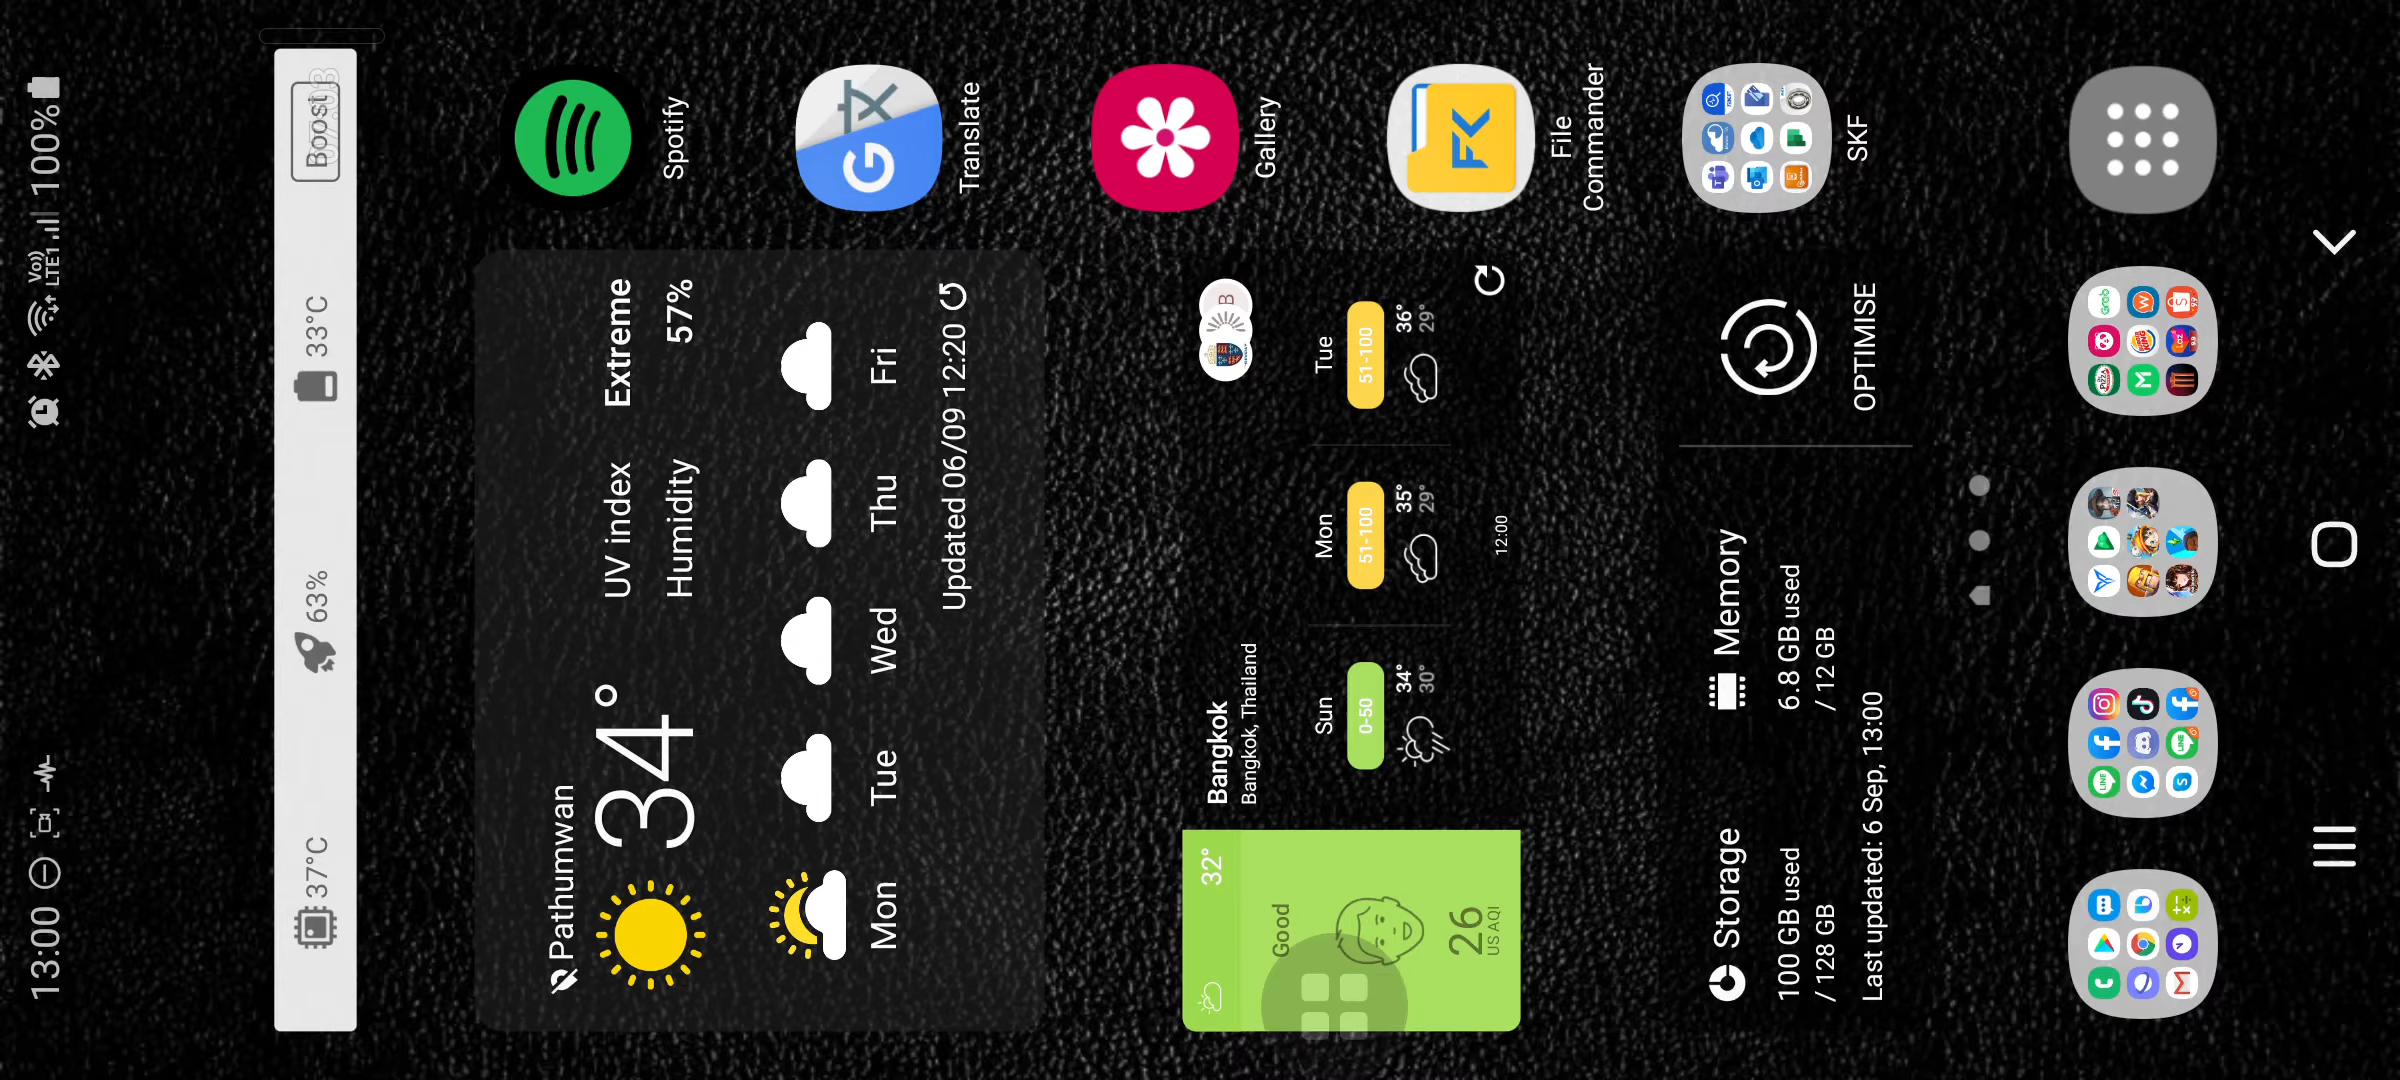 13:00
Vo)) LTE1 100%
37°C 63% 33°C Boost
Pathumwan
34°
UV index Extreme
Humidity 57%
Mon Tue Wed Thu Fri
Updated 06/09 12:20
Spotify
Translate
Gallery
File
Commander
SKF
32°
Good
26
US AQI
Bangkok
Bangkok, Thailand
B
Sun Mon Tue
0-50 51-100 51-100
34° 35° 36°
30° 29° 29°
12:00
Storage
100 GB used
/ 128 GB
Memory
6.8 GB used
/ 12 GB
Last updated: 6 Sep, 13:00
OPTIMISE